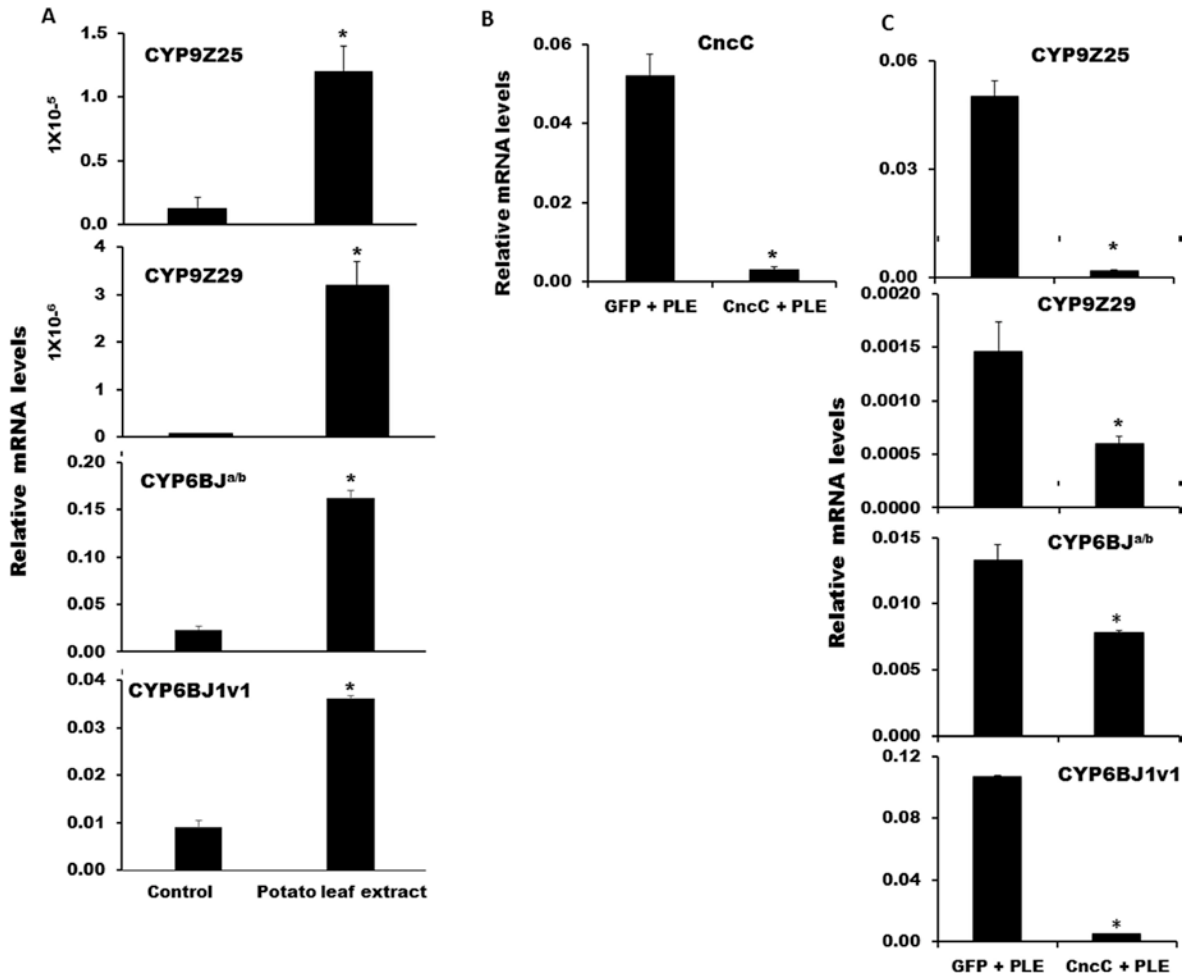 A
Relative mRNA levels
1X10-5
CYP9Z25
1.5
1.0
0.5
0.0
*
1X10-6
CYP9Z29
4
3
2
1
0
*
CYP6BJa/b
0.20
0.15
0.10
0.05
0.00
*
CYP6BJ1v1
0.04
0.03
0.02
0.01
0.00
*
Control
Potato leaf extract
B
Relative mRNA levels
CncC
0.06
0.04
0.02
0.00
*
GFP + PLE
CncC + PLE
C
Relative mRNA levels
CYP9Z25
0.06
0.03
0.00
*
CYP9Z29
0.0020
0.0015
0.0010
0.0005
0.0000
*
CYP6BJa/b
0.015
0.010
0.005
0.000
*
CYP6BJ1v1
0.12
0.08
0.04
0.00
*
GFP + PLE
CncC + PLE